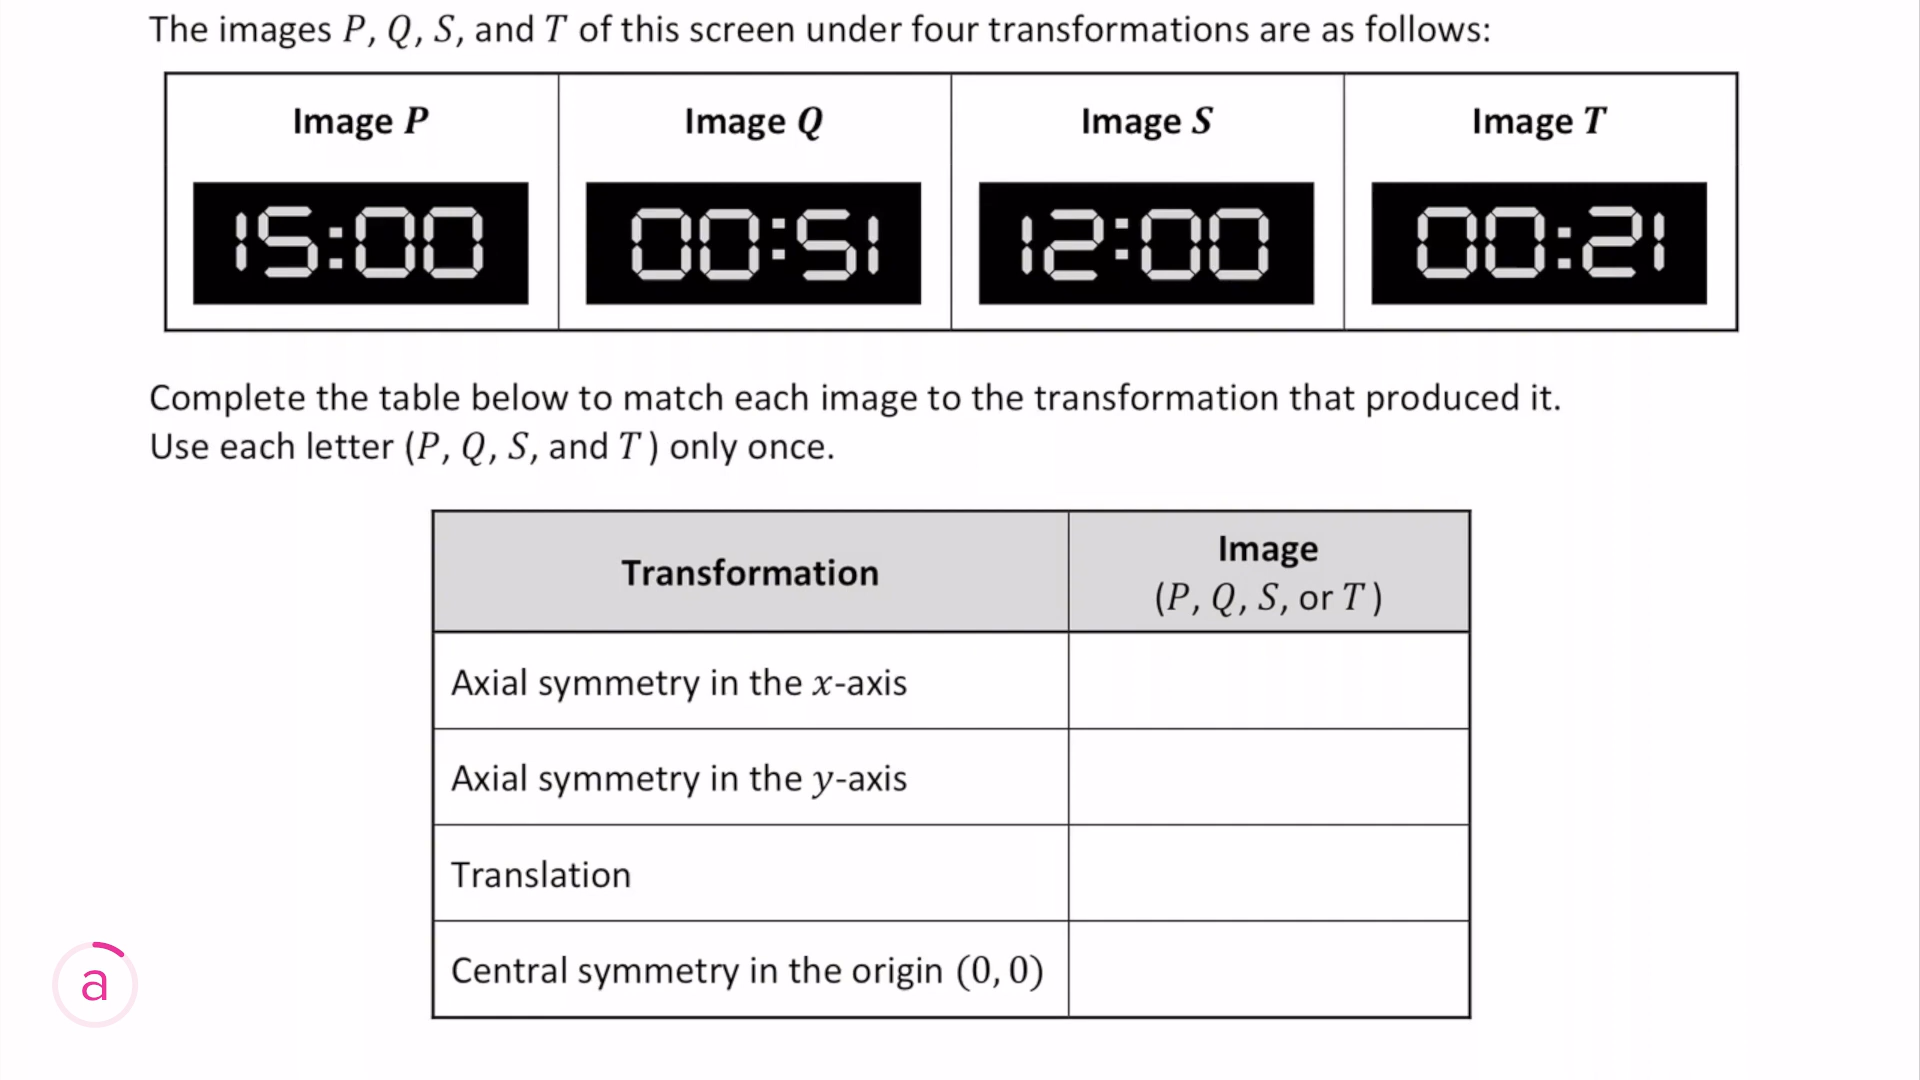 The images P, Q, S, and T of this screen under four transformations are as follows:
Image P
Image Q
Image S
Image T
15:00
00:51
12:00
00:21
Complete the table below to match each image to the transformation that produced it.
Use each letter (P, Q, S, and T) only once.
Transformation
Image
(P, Q, S, or T)
Axial symmetry in the x-axis
Axial symmetry in the y-axis
Translation
Central symmetry in the origin (0, 0)
a